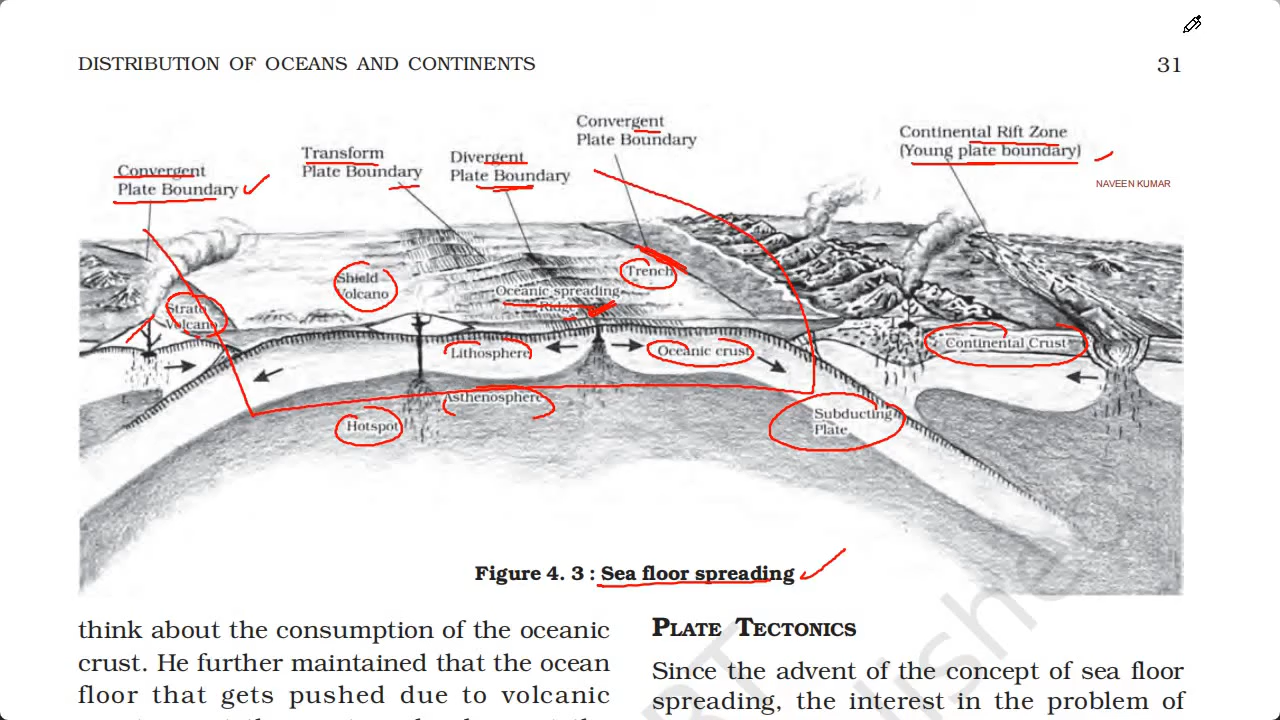 DISTRIBUTION OF OCEANS AND CONTINENTS
31
Convergent
Plate Boundary
Continental Rift Zone
(Young plate boundary)
Transform
Plate Boundary
Divergent
Plate Boundary
Convergent
Plate Boundary
NAVEEN KUMAR
Shield
Volcano
Trench
Oceanic spreading
Ridge
Strato
Volcano
Lithosphere
Oceanic crust
Continental Crust
Asthenosphere
Hotspot
Subducting
Plate
Figure 4. 3 : Sea floor spreading
think about the consumption of the oceanic
crust. He further maintained that the ocean
floor that gets pushed due to volcanic
PLATE TECTONICS
Since the advent of the concept of sea floor
spreading, the interest in the problem of